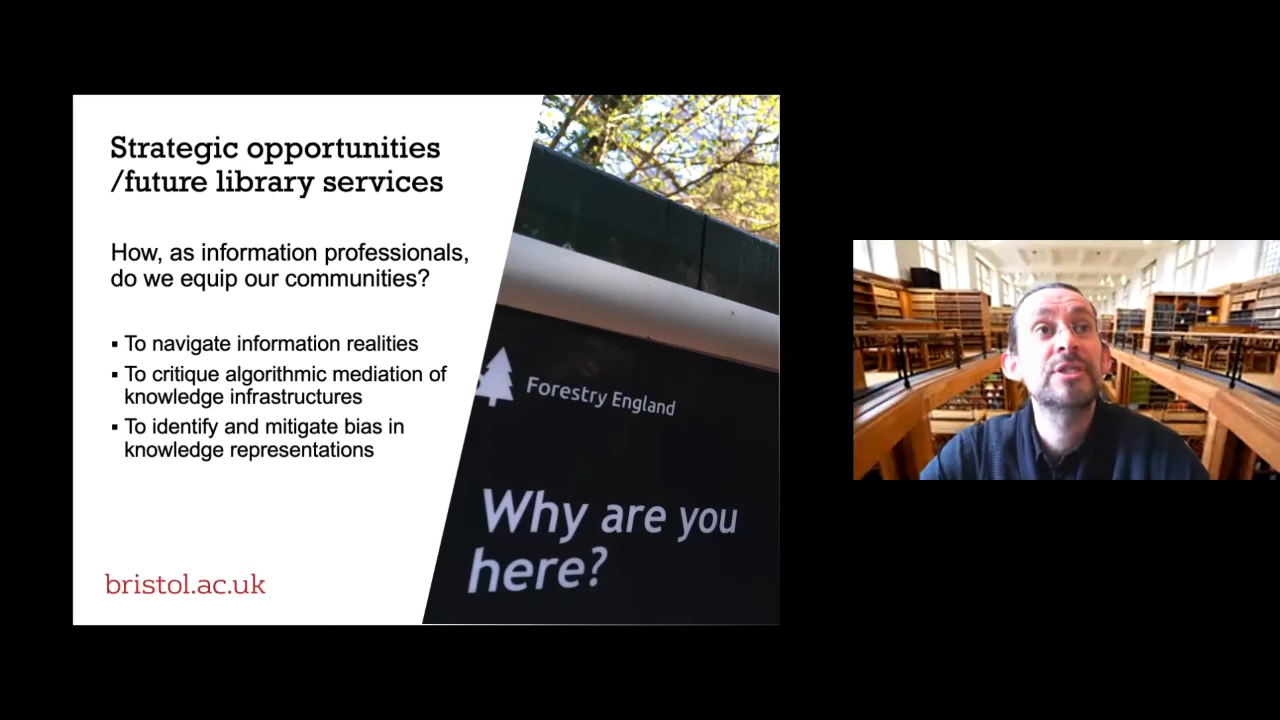 Strategic opportunities
/future library services
How, as information professionals,
do we equip our communities?
▪ To navigate information realities
▪ To critique algorithmic mediation of
knowledge infrastructures
▪ To identify and mitigate bias in
knowledge representations
bristol.ac.uk
Forestry England
Why are you
here?